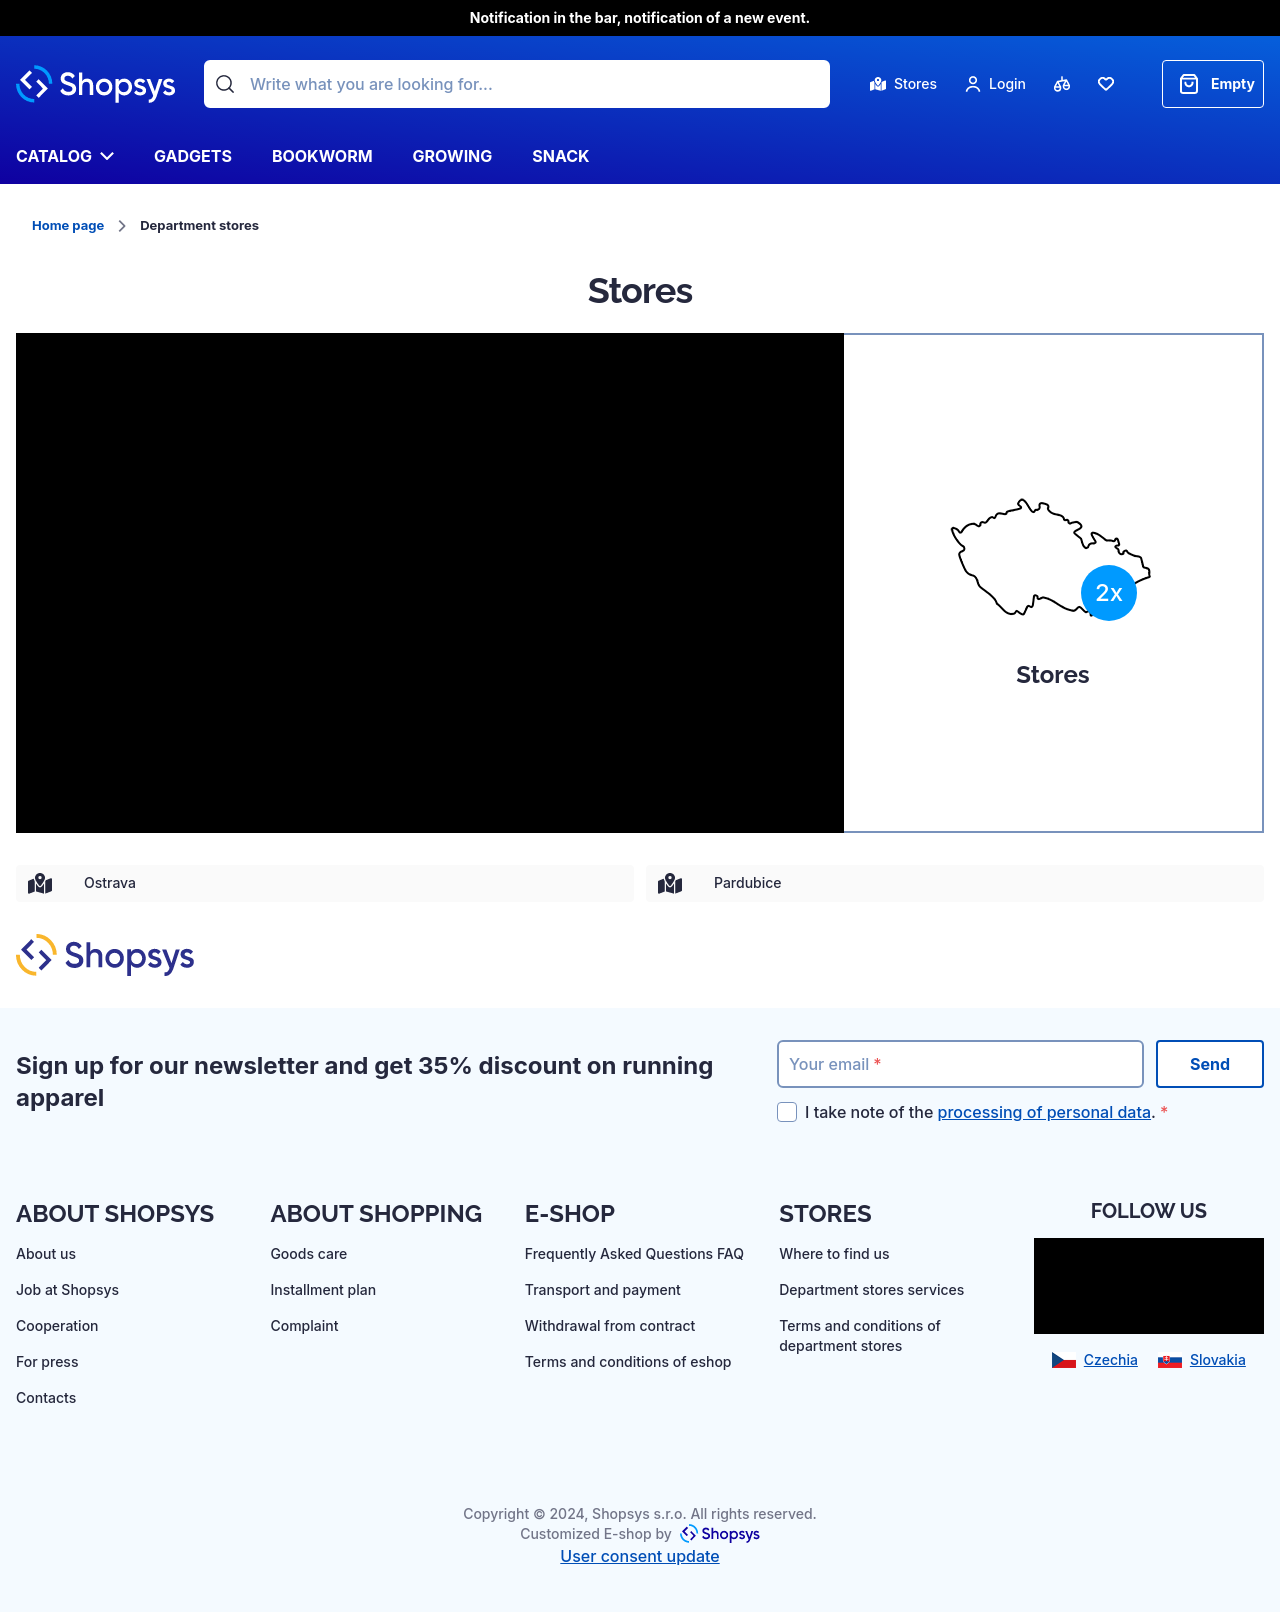 Notification in the bar, notification of a new event.
Shopsys
Write what you are looking for...
Stores
Login
Empty
CATALOG
GADGETS
BOOKWORM
GROWING
SNACK
Home page
Department stores
Stores
2x
Stores
Ostrava
Pardubice
Shopsys
Sign up for our newsletter and get 35% discount on running
apparel
Your email *
Send
I take note of the processing of personal data. *
ABOUT SHOPSYS
About us
Job at Shopsys
Cooperation
For press
Contacts
ABOUT SHOPPING
Goods care
Installment plan
Complaint
E-SHOP
Frequently Asked Questions FAQ
Transport and payment
Withdrawal from contract
Terms and conditions of eshop
STORES
Where to find us
Department stores services
Terms and conditions of
department stores
FOLLOW US
Czechia
Slovakia
Copyright © 2024, Shopsys s.r.o. All rights reserved.
Customized E-shop by Shopsys
User consent update